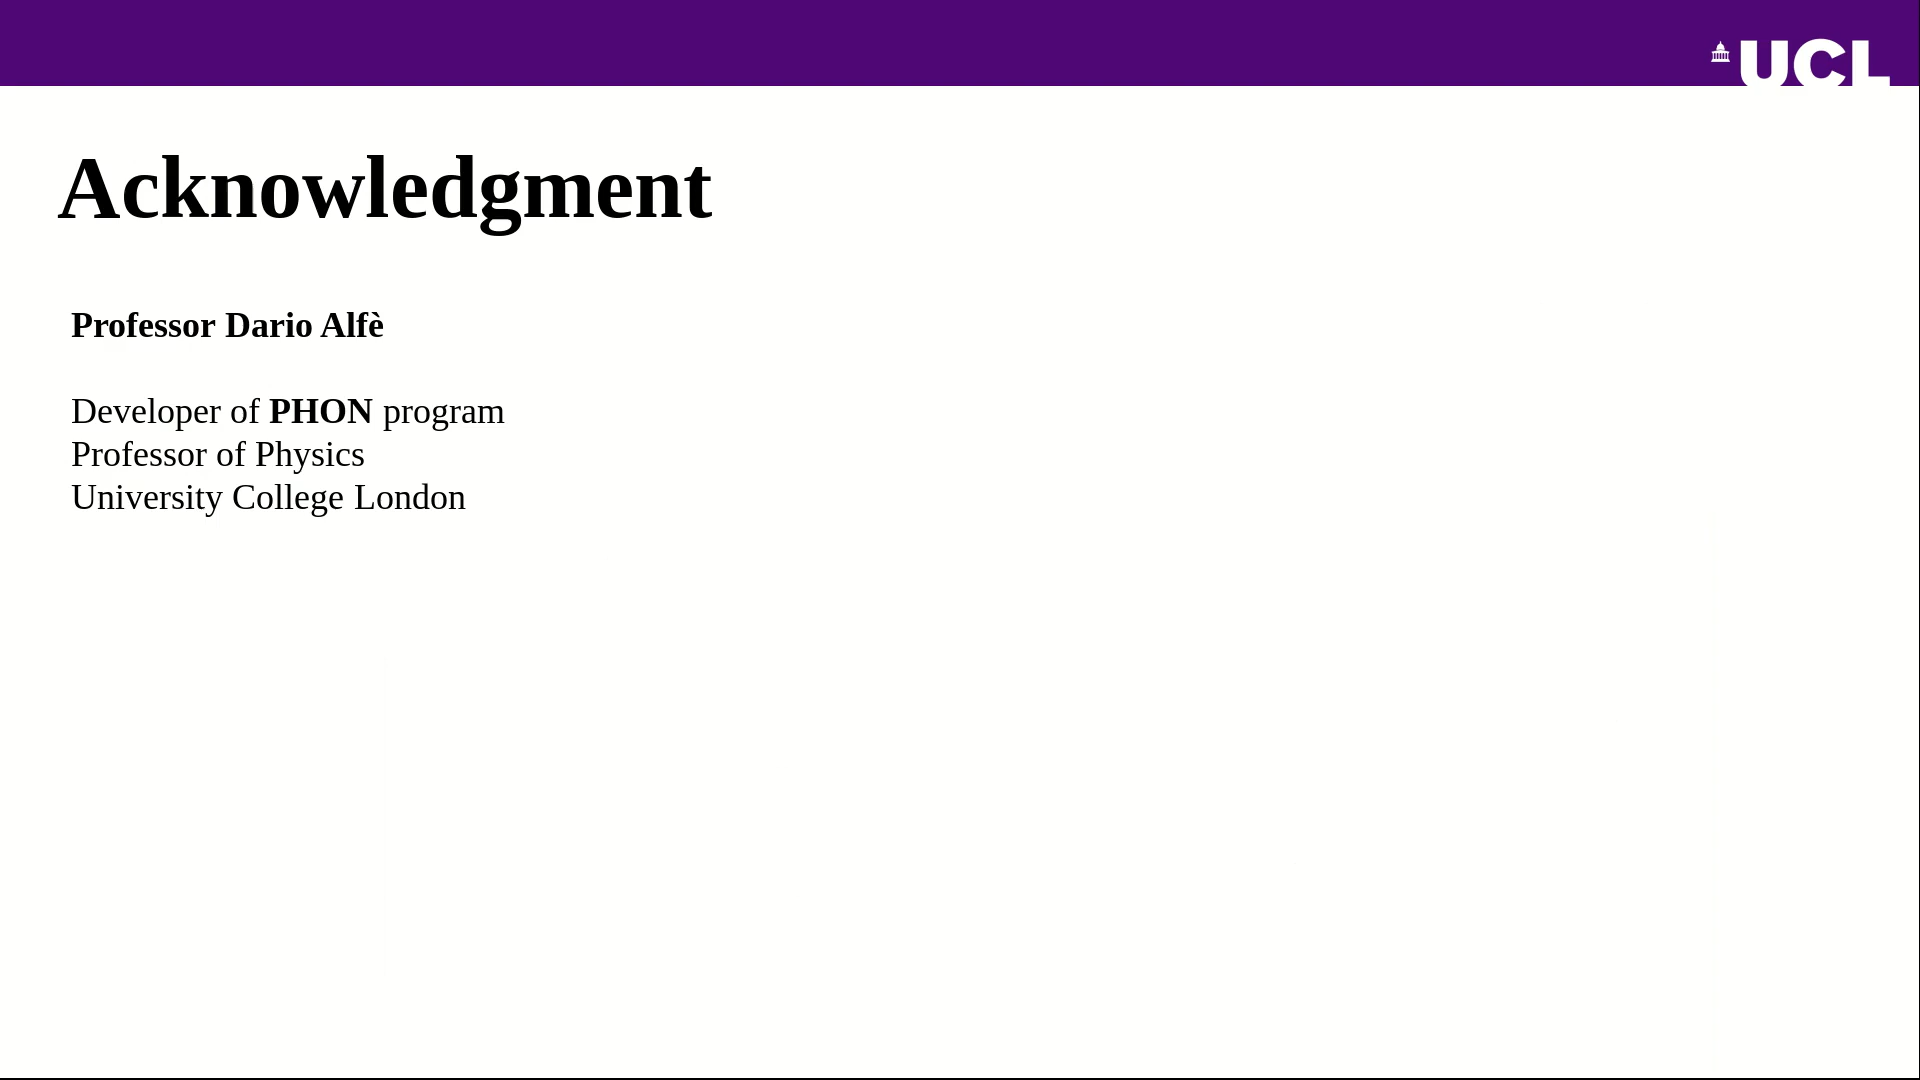 UCL
Acknowledgment
Professor Dario Alfè
Developer of PHON program
Professor of Physics
University College London